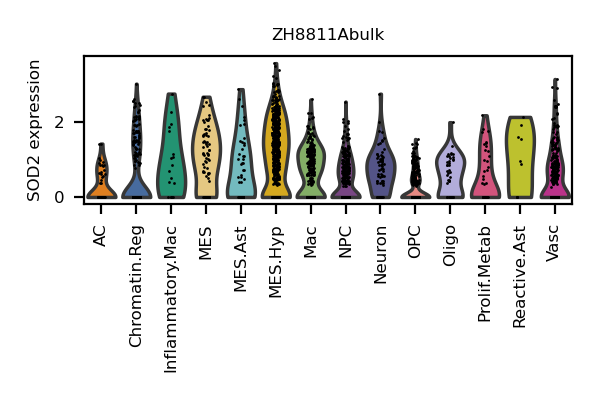 ZH8811Abulk
SOD2 expression
2
0
AC
Chromatin.Reg
Inflammatory.Mac
MES
MES.Ast
MES.Hyp
Mac
NPC
Neuron
OPC
Oligo
Prolif.Metab
Reactive.Ast
Vasc